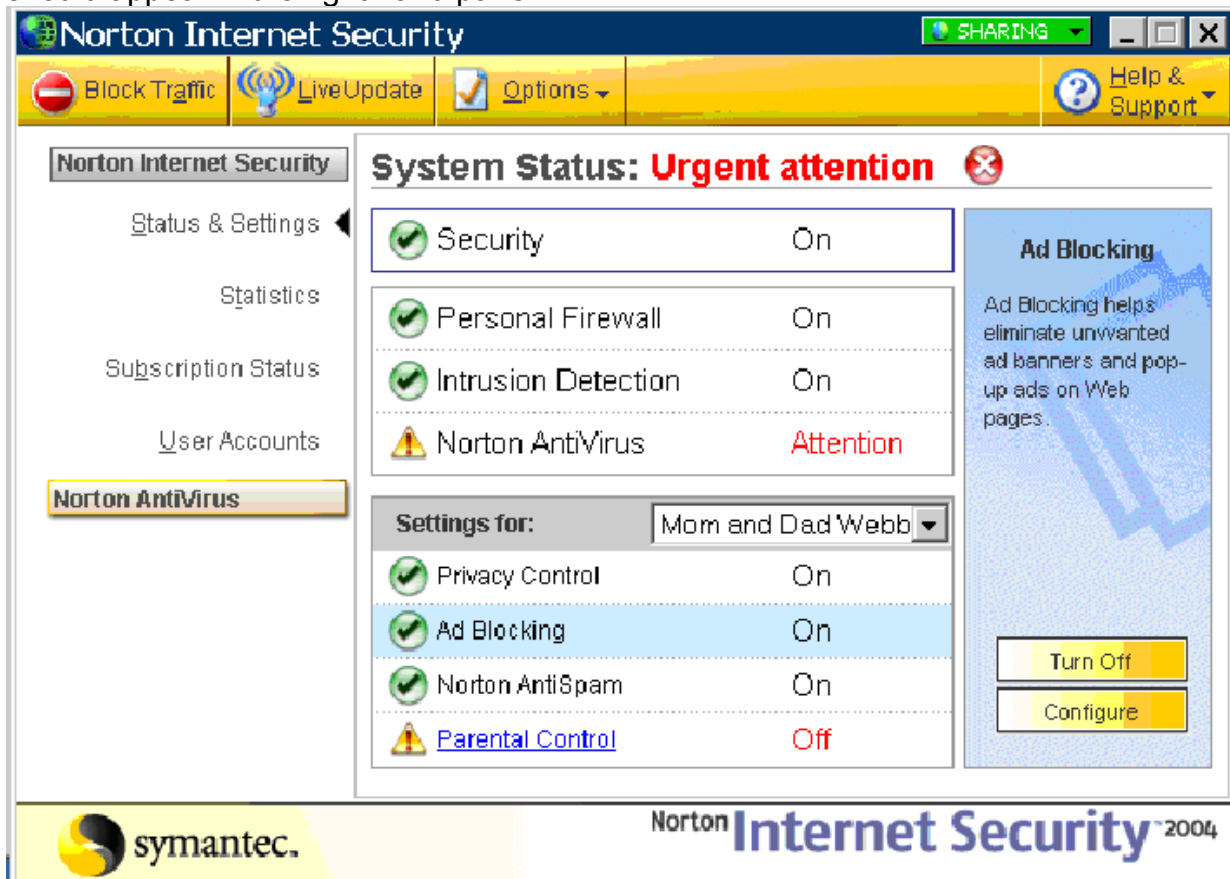 Norton Internet Security
SHARING
Block Traffic
LiveUpdate
Options
Help & Support
Norton Internet Security
Status & Settings
Statistics
Subscription Status
User Accounts
Norton AntiVirus
System Status: Urgent attention
Security On
Personal Firewall On
Intrusion Detection On
Norton AntiVirus Attention
Settings for: Mom and Dad Webb
Privacy Control On
Ad Blocking On
Norton AntiSpam On
Parental Control Off
Ad Blocking
Ad Blocking helps
eliminate unwanted
ad banners and pop-
up ads on Web
pages.
Turn Off
Configure
symantec.
Norton Internet Security 2004